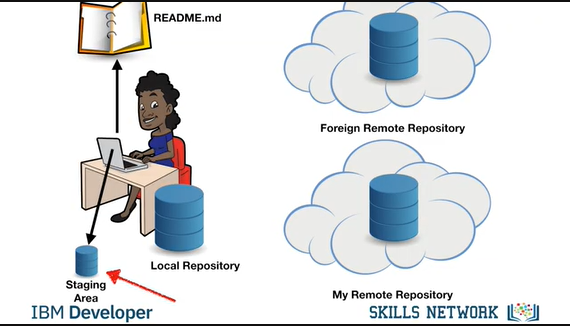 README.md
Foreign Remote Repository
Local Repository
Staging
Area
My Remote Repository
IBM Developer
SKILLS NETWORK